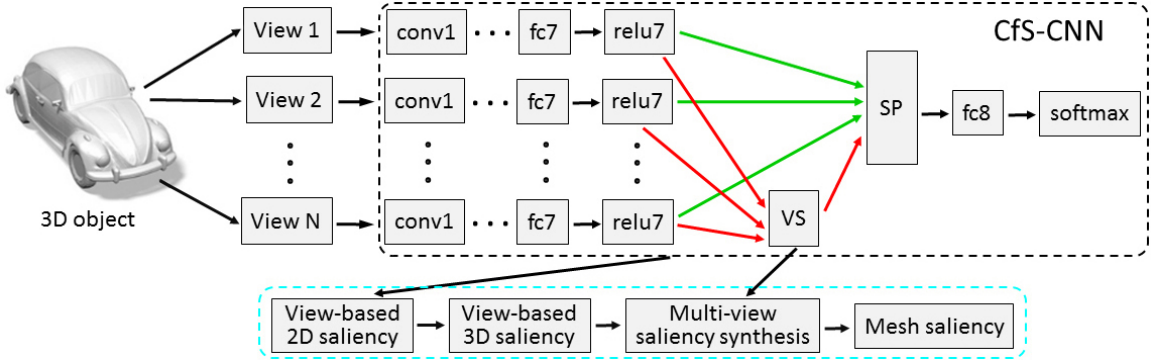 View 1
conv1
fc7
relu7
CfS-CNN
View 2
conv1
fc7
relu7
SP
fc8
softmax
3D object
View N
conv1
fc7
relu7
VS
View-based
2D saliency
View-based
3D saliency
Multi-view
saliency synthesis
Mesh saliency